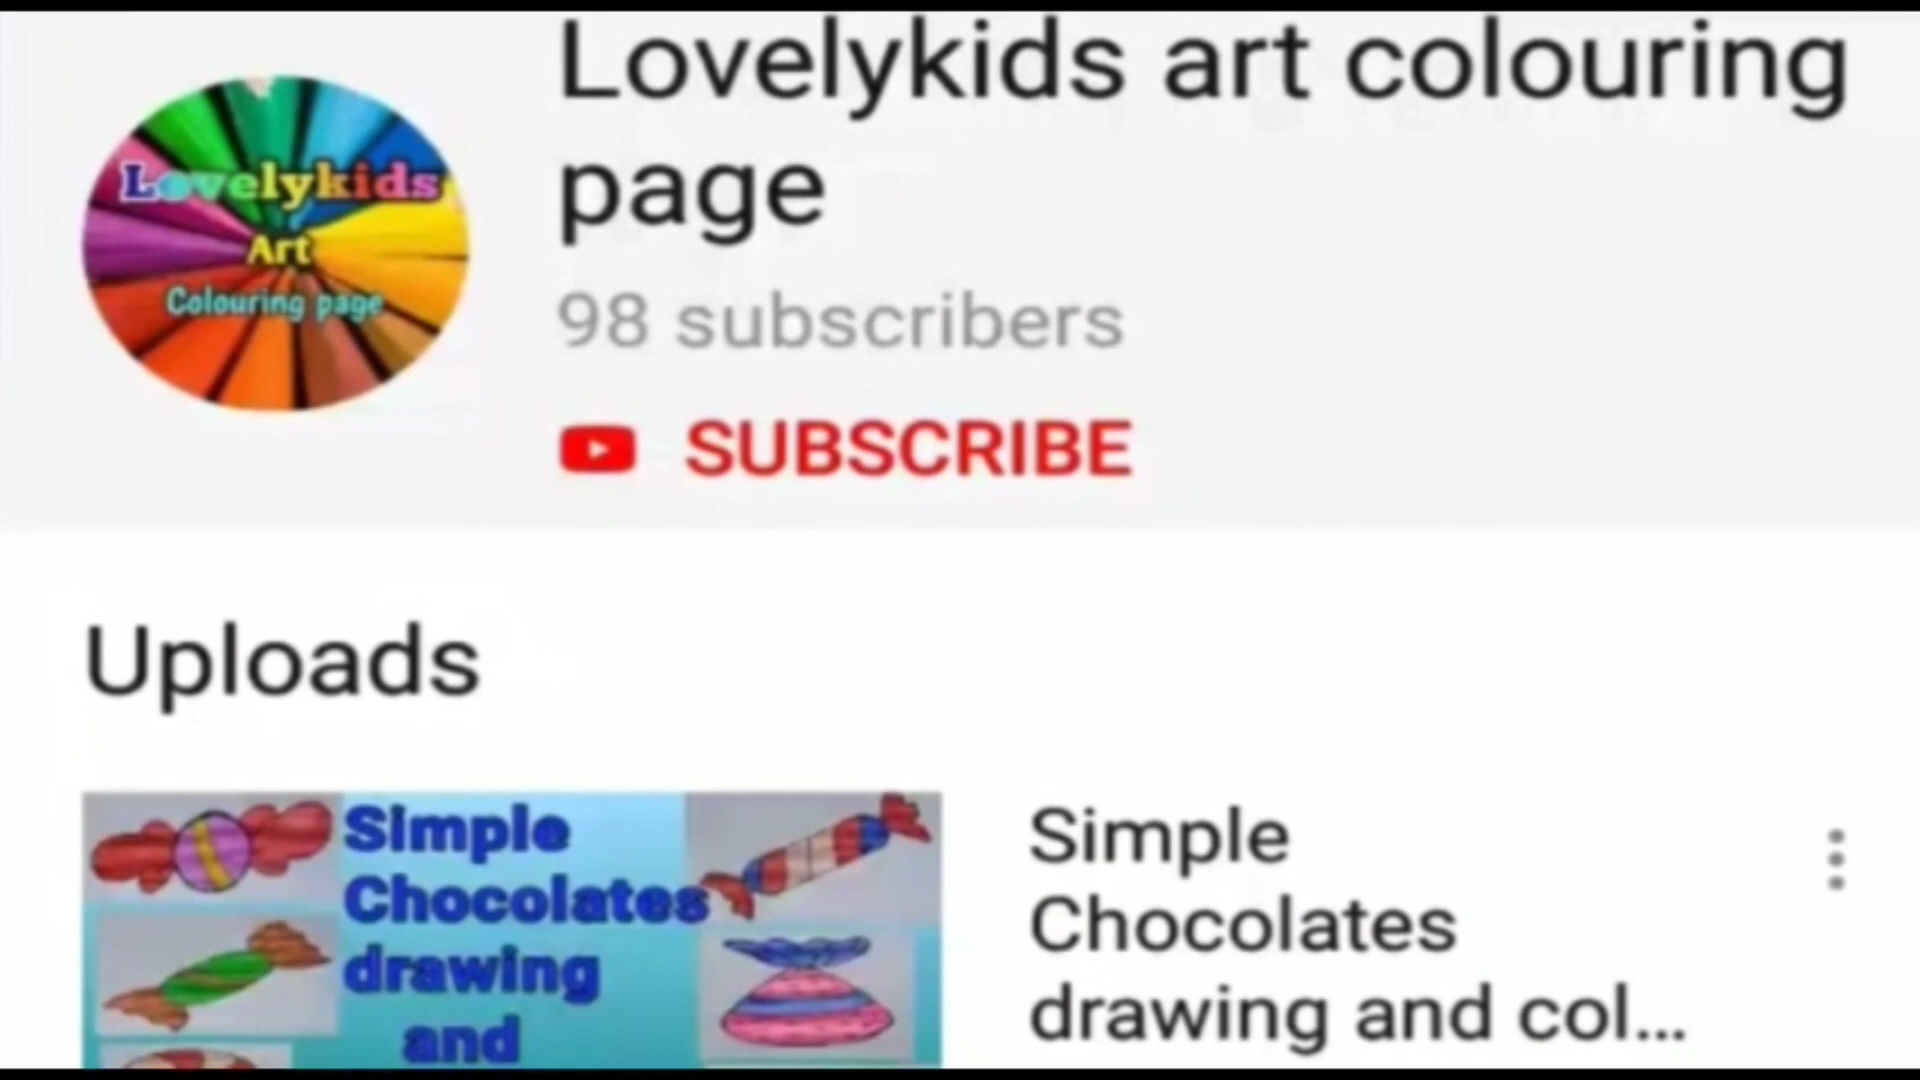 Lovelykids art colouring
page
Lovelykids
Art
Colouring page
98 subscribers
SUBSCRIBE
Uploads
Simple
Chocolates
drawing
and
Simple
Chocolates
drawing and col...